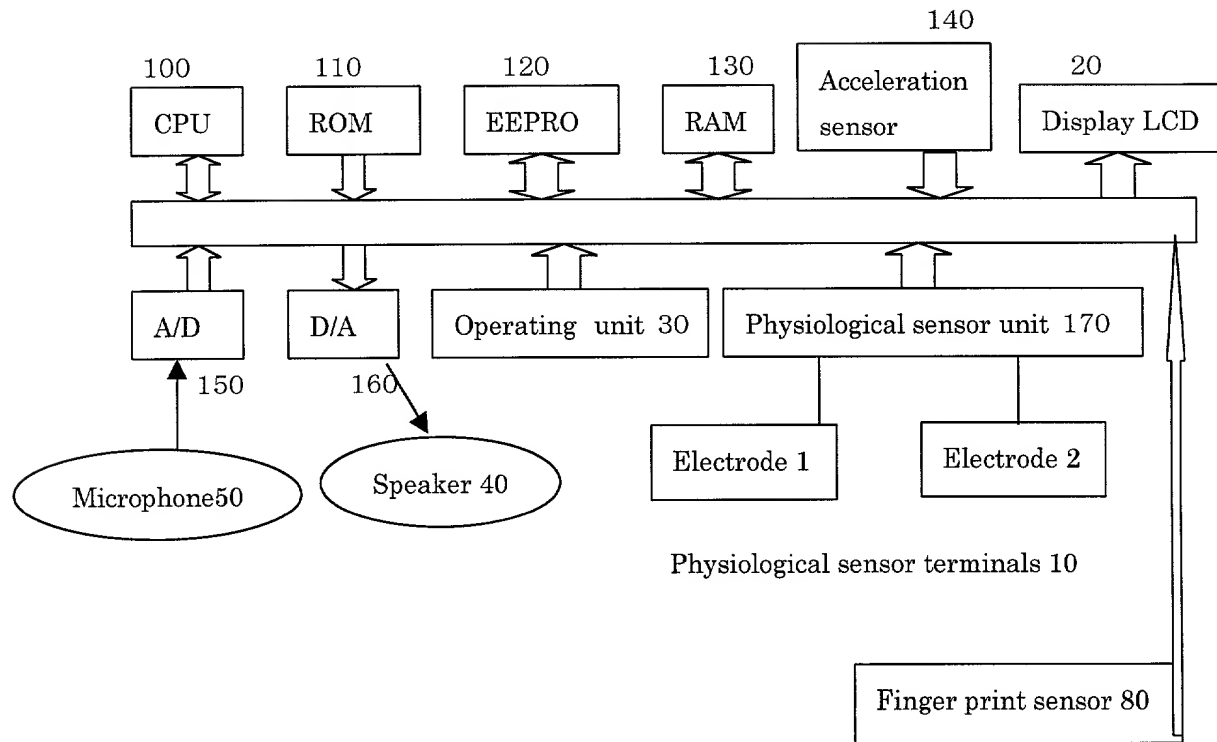 140
100
110
120
130
20
CPU
ROM
EEPRO
RAM
Acceleration
sensor
Display LCD
A/D
D/A
Operating unit 30
Physiological sensor unit 170
150
160
Microphone50
Speaker 40
Electrode 1
Electrode 2
Physiological sensor terminals 10
Finger print sensor 80